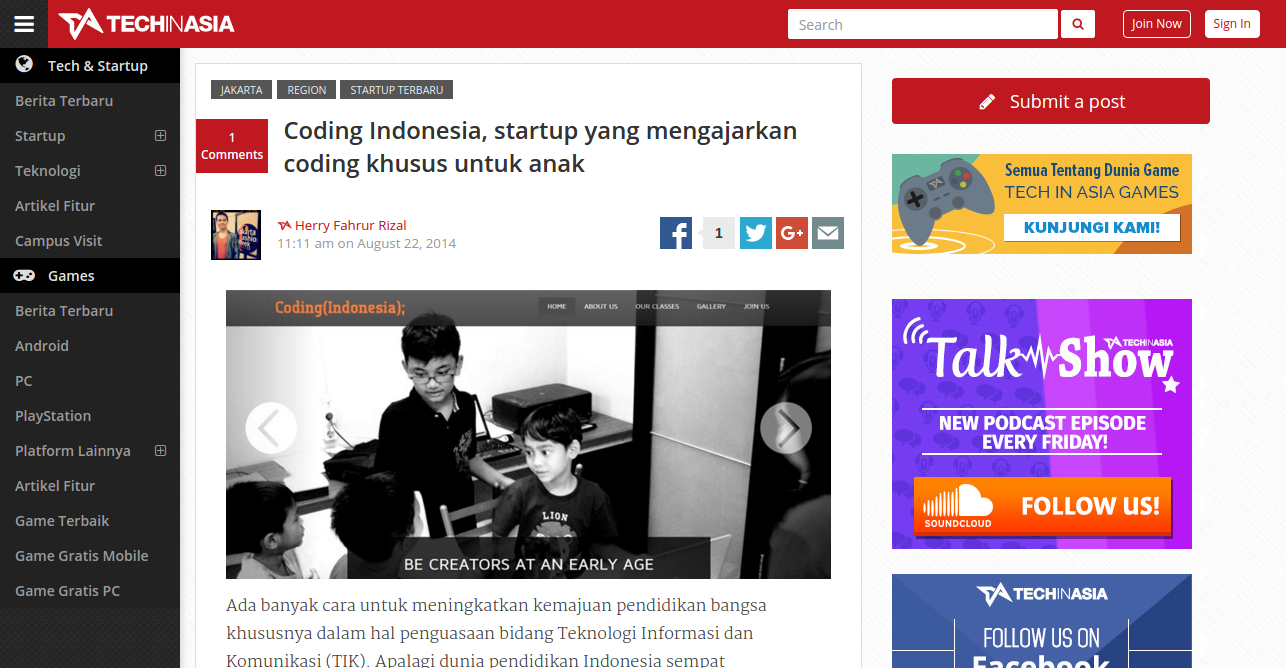 TECHINASIA
Search
Join Now
Sign In
Tech & Startup
Berita Terbaru
Startup
Teknologi
Artikel Fitur
Campus Visit
Games
Berita Terbaru
Android
PC
PlayStation
Platform Lainnya
Artikel Fitur
Game Terbaik
Game Gratis Mobile
Game Gratis PC
JAKARTA
REGION
STARTUP TERBARU
1
Comments
Coding Indonesia, startup yang mengajarkan
coding khusus untuk anak
Herry Fahrur Rizal
11:11 am on August 22, 2014
1
G+
Coding(Indonesia);
HOME
ABOUT US
OUR CLASSES
GALLERY
JOIN US
LION
BE CREATORS AT AN EARLY AGE
Ada banyak cara untuk meningkatkan kemajuan pendidikan bangsa
khususnya dalam hal penguasaan bidang Teknologi Informasi dan
Komunikasi (TIK). Apalagi dunia pendidikan Indonesia sempat
Submit a post
Semua Tentang Dunia Game
TECH IN ASIA GAMES
KUNJUNGI KAMI!
TECHINASIA
Talk Show
NEW PODCAST EPISODE
EVERY FRIDAY!
SOUNDCLOUD
FOLLOW US!
TECHINASIA
FOLLOW US ON
Facebook